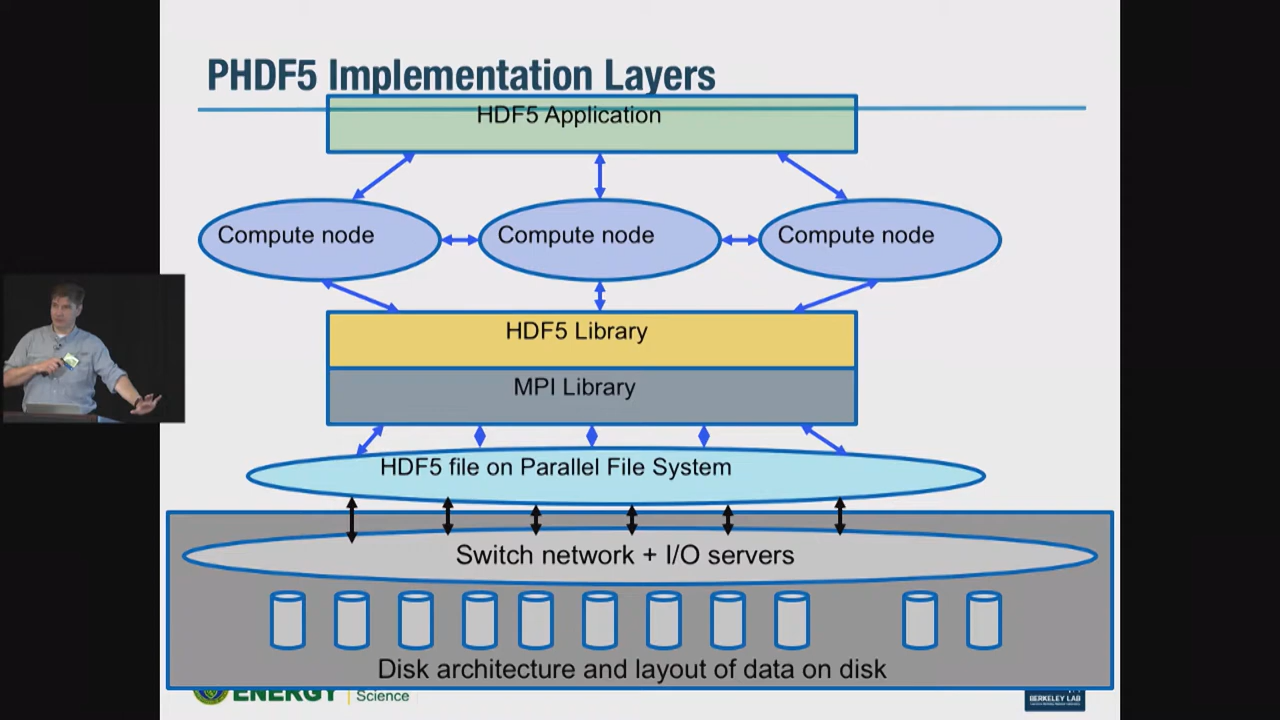 PHDF5 Implementation Layers
HDF5 Application
Compute node
Compute node
Compute node
HDF5 Library
MPI Library
HDF5 file on Parallel File System
Switch network + I/O servers
Disk architecture and layout of data on disk
ENERGY
Science
BERKELEY LAB